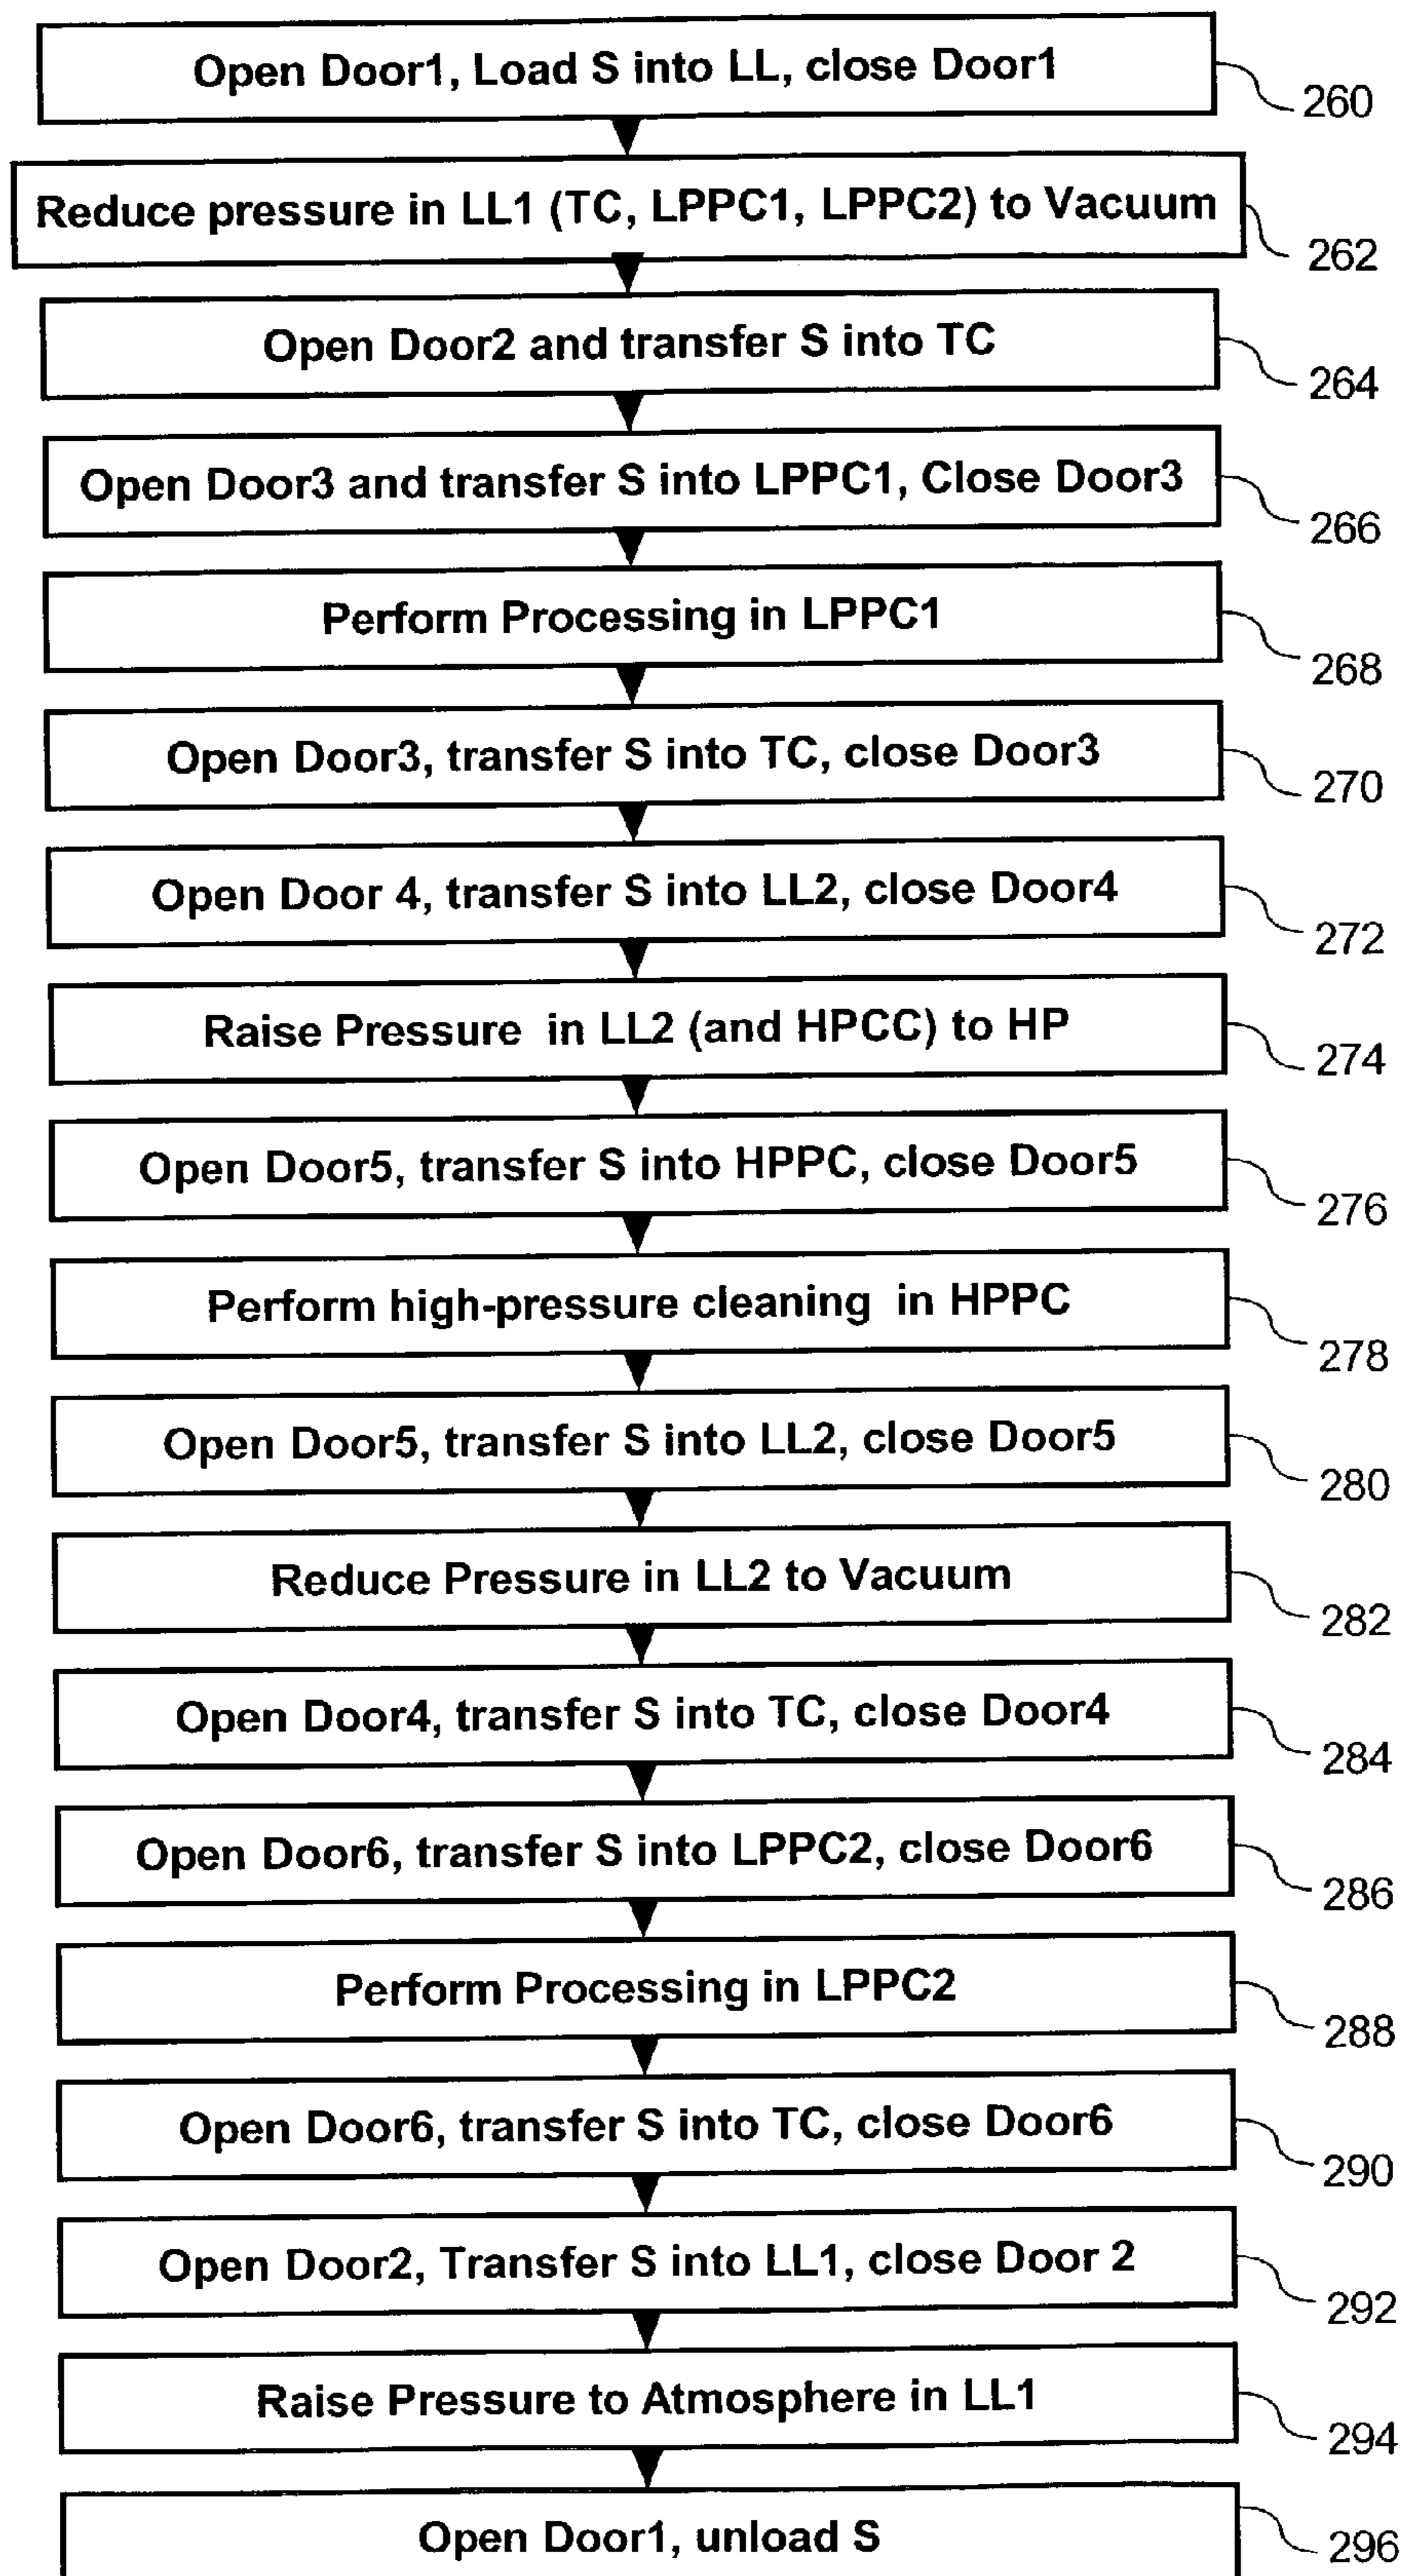 Open Door1, Load S into LL, close Door1
260
Reduce pressure in LL1 (TC, LPPC1, LPPC2) to Vacuum
262
Open Door2 and transfer S into TC
264
Open Door3 and transfer S into LPPC1, Close Door3
266
Perform Processing in LPPC1
268
Open Door3, transfer S into TC, close Door3
270
Open Door 4, transfer S into LL2, close Door4
272
Raise Pressure in LL2 (and HPCC) to HP
274
Open Door5, transfer S into HPPC, close Door5
276
Perform high-pressure cleaning in HPPC
278
Open Door5, transfer S into LL2, close Door5
280
Reduce Pressure in LL2 to Vacuum
282
Open Door4, transfer S into TC, close Door4
284
Open Door6, transfer S into LPPC2, close Door6
286
Perform Processing in LPPC2
288
Open Door6, transfer S into TC, close Door6
290
Open Door2, Transfer S into LL1, close Door 2
292
Raise Pressure to Atmosphere in LL1
294
Open Door1, unload S
296